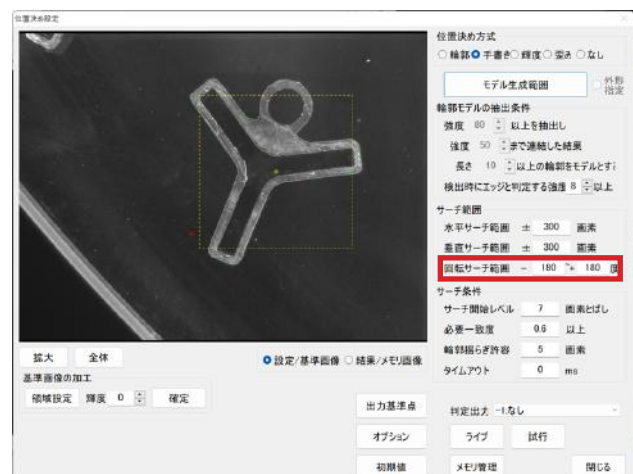 位置決め設定
位置決め方式
輪郭 手書き 輝度 歪み なし
モデル生成範囲
外形指定
輪郭モデルの抽出条件
強度 80 以上を抽出し
強度 50 まで連結した結果
長さ 10 以上の輪郭をモデルとす
検出時にエッジと判定する強度 8 以上
サーチ範囲
水平サーチ範囲 ± 300 画素
垂直サーチ範囲 ± 300 画素
回転サーチ範囲 - 180 ~+ 180 度
サーチ条件
サーチ開始レベル 7 画素とばし
必要一致度 0.6 以上
輪郭揺らぎ許容 5 画素
タイムアウト 0 ms
拡大 全体
設定/基準画像 結果/メモリ画像
基準画像の加工
領域設定 輝度 0 確定
出力基準点
判定出力 -1:なし
オプション ライブ 試行
初期値 メモリ管理 閉じる